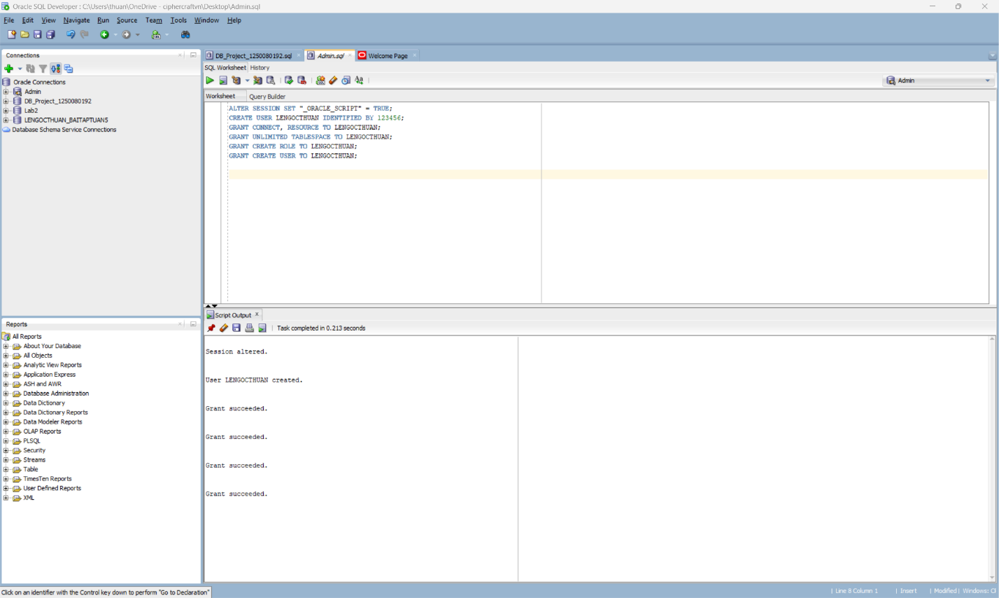 Oracle SQL Developer : C:\Users\thuan\OneDrive - ciphercraftvn\Desktop\Admin.sql
File Edit View Navigate Run Source Team Tools Window Help
Connections
Oracle Connections
Admin
DB_Project_1250080192
Lab2
LENGOCTHUAN_BAITAPTUAN5
Database Schema Service Connections
DB_Project_1250080192.sql Admin.sql Welcome Page
SQL Worksheet History
Admin
Worksheet Query Builder
ALTER SESSION SET "_ORACLE_SCRIPT" = TRUE;
CREATE USER LENGOCTHUAN IDENTIFIED BY 123456;
GRANT CONNECT, RESOURCE TO LENGOCTHUAN;
GRANT UNLIMITED TABLESPACE TO LENGOCTHUAN;
GRANT CREATE ROLE TO LENGOCTHUAN;
GRANT CREATE USER TO LENGOCTHUAN;
Script Output
Task completed in 0.213 seconds
Session altered.
User LENGOCTHUAN created.
Grant succeeded.
Grant succeeded.
Grant succeeded.
Grant succeeded.
Reports
All Reports
About Your Database
All Objects
Analytic View Reports
Application Express
ASH and AWR
Database Administration
Data Dictionary
Data Dictionary Reports
Data Modeler Reports
OLAP Reports
PLSQL
Security
Streams
Table
TimesTen Reports
User Defined Reports
XML
Click on an identifier with the Control key down to perform "Go to Declaration"
Line 8 Column 1 | Insert | Modified | Windows: C